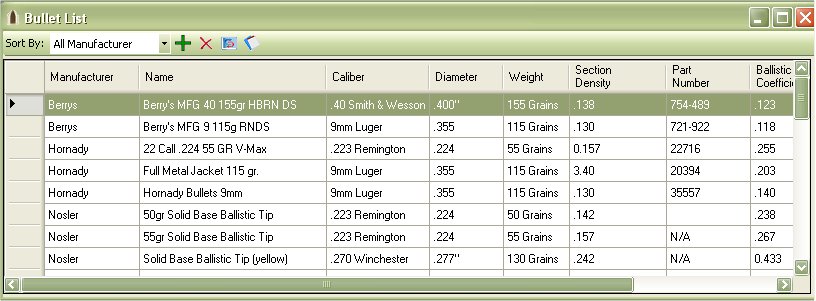 Bullet List
Sort By: All Manufacturer
Manufacturer Name Caliber Diameter Weight Section Density Part Number Ballistic Coeffici
Berrys Berry's MFG 40 155gr HBRN DS .40 Smith & Wesson .400" 155 Grains .138 754-489 .123
Berrys Berry's MFG 9 115g RNDS 9mm Luger .355 115 Grains .130 721-922 .118
Hornady 22 Call .224 55 GR V-Max .223 Remington .224 55 Grains 0.157 22716 .255
Hornady Full Metal Jacket 115 gr. 9mm Luger .355 115 Grains 3.40 20394 .203
Hornady Hornady Bullets 9mm 9mm Luger .355 115 Grains .130 35557 .140
Nosler 50gr Solid Base Ballistic Tip .223 Remington .224 50 Grains .142 .238
Nosler 55gr Solid Base Ballistic Tip .223 Remington .224 55 Grains .157 N/A .267
Nosler Solid Base Ballistic Tip (yellow) .270 Winchester .277" 130 Grains .242 N/A 0.433